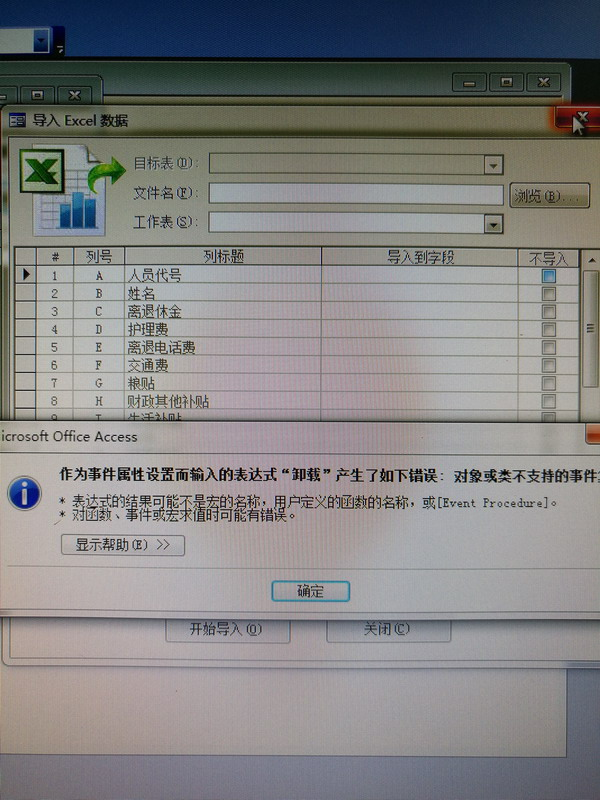 导入 Excel 数据
目标表(D):
文件名(F):
浏览(B)...
工作表(S):
# 列号 列标题 导入到字段 不导入
1 A 人员代号
2 B 姓名
3 C 离退休金
4 D 护理费
5 E 离退电话费
6 F 交通费
7 G 粮贴
8 H 财政其他补贴
9 I 生活补贴
icrosoft Office Access
作为事件属性设置而输入的表达式“卸载”产生了如下错误: 对象或类不支持的事件
* 表达式的结果可能不是宏的名称，用户定义的函数的名称，或[Event Procedure]。
* 对函数、事件或宏求值时可能有错误。
显示帮助(E) >>
确定
开始导入(O) 关闭(C)